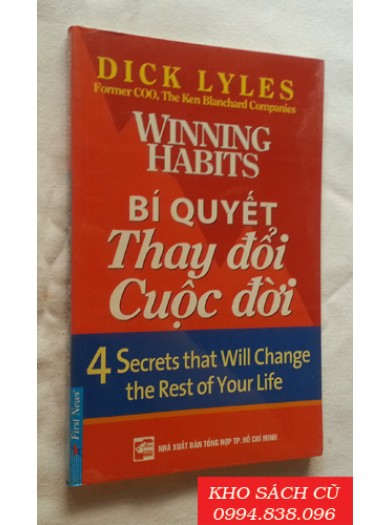 DICK LYLES
Former COO, The Ken Blanchard Companies
WINNING
HABITS
BÍ QUYẾT
Thay đổi
Cuộc đời
4 Secrets that Will Change
the Rest of Your Life
First News
NHÀ XUẤT BẢN TỔNG HỢP TP. HỒ CHÍ MINH
KHO SÁCH CŨ
0994.838.096